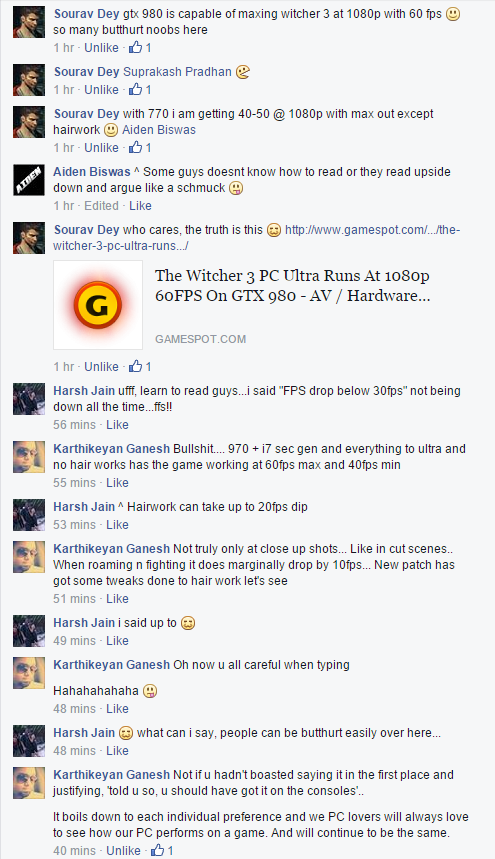 Sourav Dey gtx 980 is capable of maxing witcher 3 at 1080p with 60 fps
so many butthurt noobs here
1 hr · Unlike · 1
Sourav Dey Suprakash Pradhan
1 hr · Unlike · 1
Sourav Dey with 770 i am getting 40-50 @ 1080p with max out except
hairwork Aiden Biswas
1 hr · Unlike · 1
AIDEN
Aiden Biswas ^ Some guys doesnt know how to read or they read upside
down and argue like a schmuck
1 hr · Edited · Like
Sourav Dey who cares, the truth is this http://www.gamespot.com/.../the-
witcher-3-pc-ultra-runs.../
G
The Witcher 3 PC Ultra Runs At 1080p
60FPS On GTX 980 - AV / Hardware...
GAMESPOT.COM
1 hr · Unlike · 1
Harsh Jain ufff, learn to read guys...i said "FPS drop below 30fps" not being
down all the time...ffs!!
56 mins · Like
Karthikeyan Ganesh Bullshit.... 970 + i7 sec gen and everything to ultra and
no hair works has the game working at 60fps max and 40fps min
55 mins · Like
Harsh Jain ^ Hairwork can take up to 20fps dip
53 mins · Like
Karthikeyan Ganesh Not truly only at close up shots... Like in cut scenes..
When roaming n fighting it does marginally drop by 10fps... New patch has
got some tweaks done to hair work let's see
51 mins · Like
Harsh Jain i said up to
49 mins · Like
Karthikeyan Ganesh Oh now u all careful when typing
Hahahahahaha
48 mins · Like
Harsh Jain what can i say, people can be butthurt easily over here...
48 mins · Like
Karthikeyan Ganesh Not if u hadn't boasted saying it in the first place and
justifying, 'told u so, u should have got it on the consoles'..
It boils down to each individual preference and we PC lovers will always love
to see how our PC performs on a game. And will continue to be the same.
40 mins · Unlike · 1